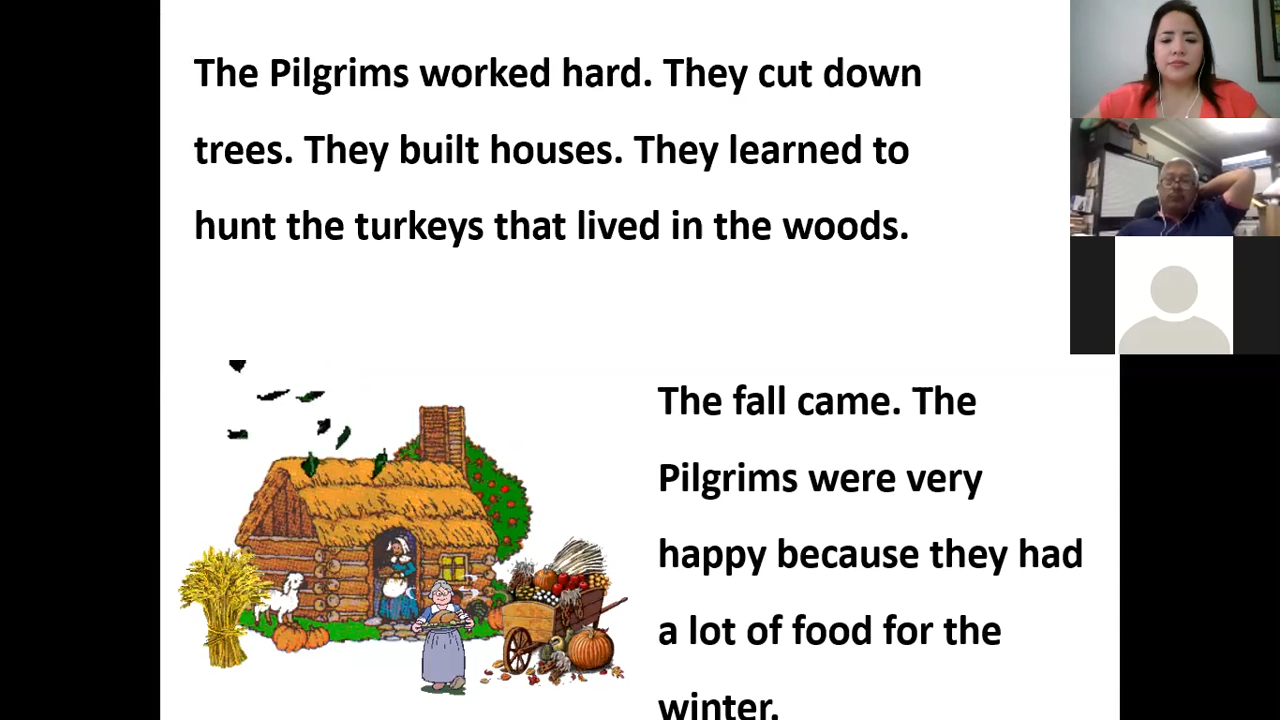 The Pilgrims worked hard. They cut down
trees. They built houses. They learned to
hunt the turkeys that lived in the woods.
The fall came. The
Pilgrims were very
happy because they had
a lot of food for the
winter.